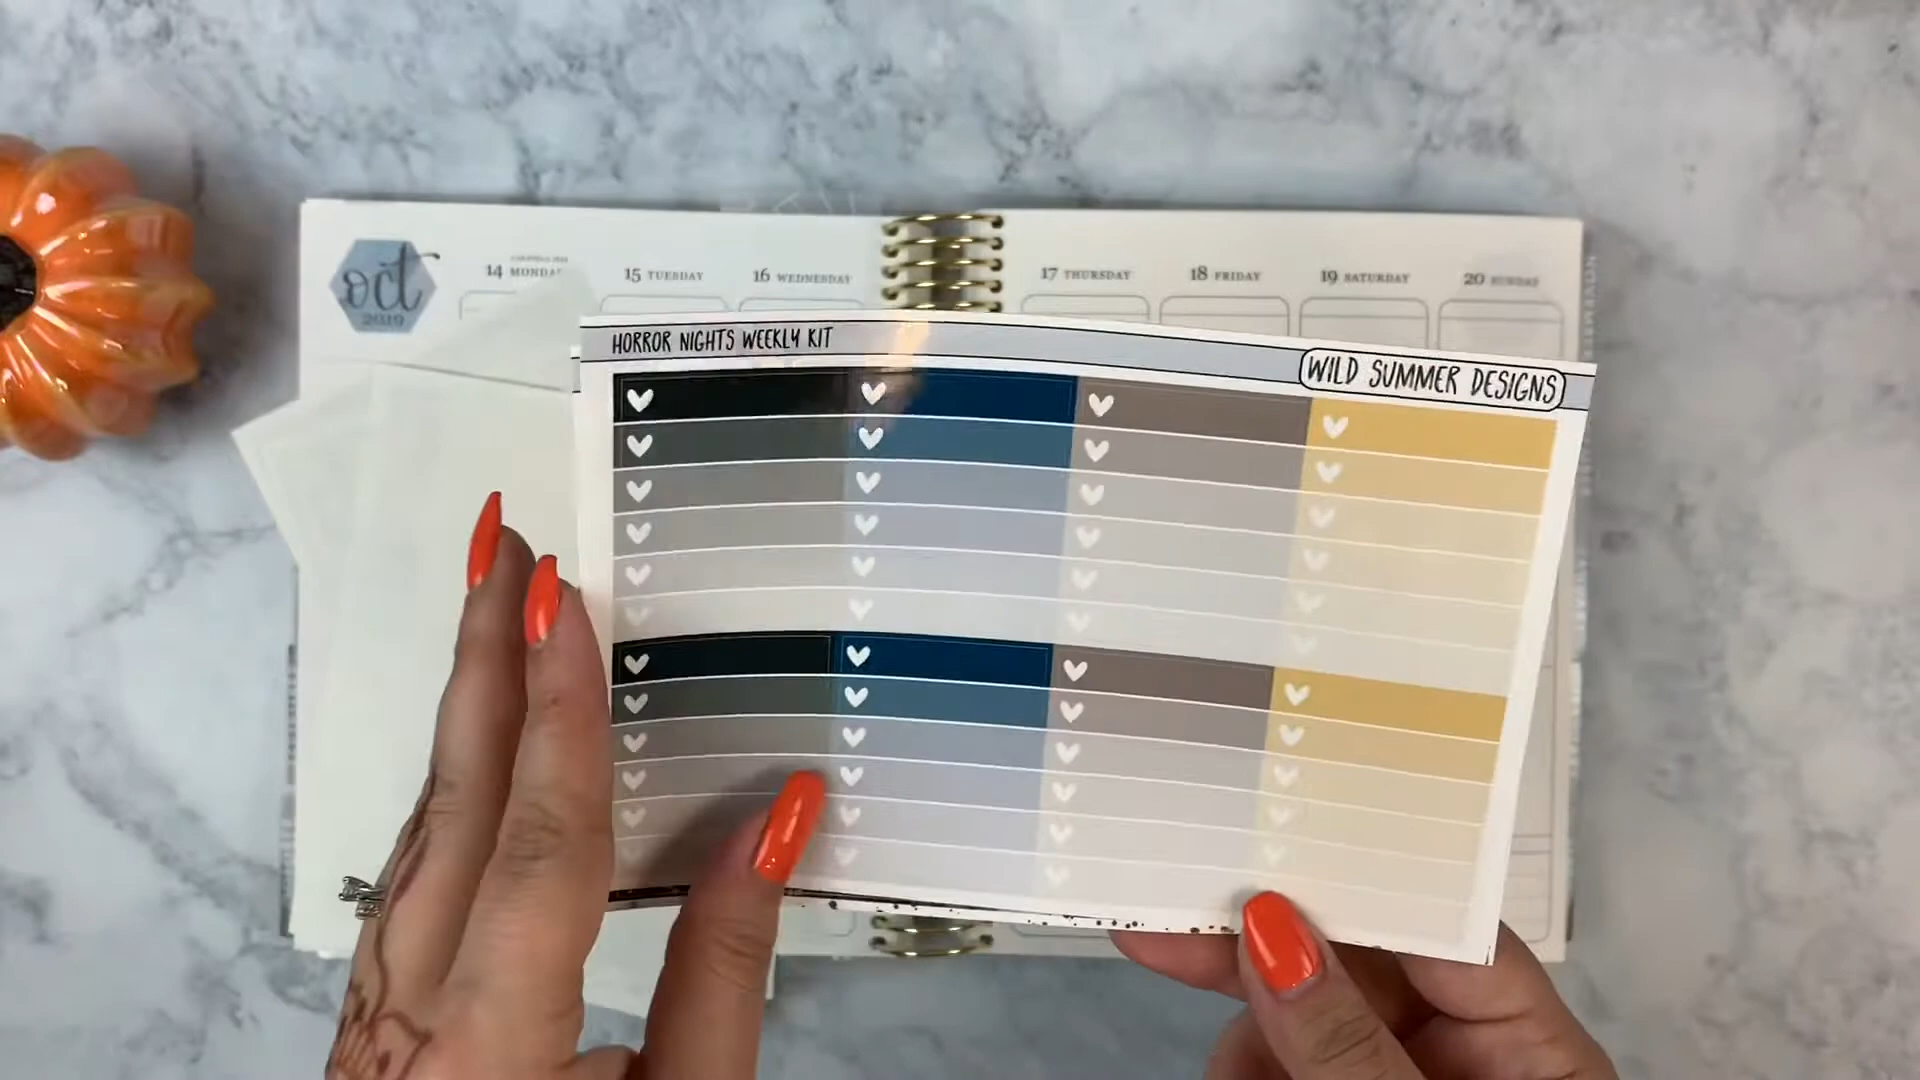 oct
2019
14 MONDAY
15 TUESDAY
16 WEDNESDAY
17 THURSDAY
18 FRIDAY
19 SATURDAY
20 SUNDAY
HORROR NIGHTS WEEKLY KIT
WILD SUMMER DESIGNS